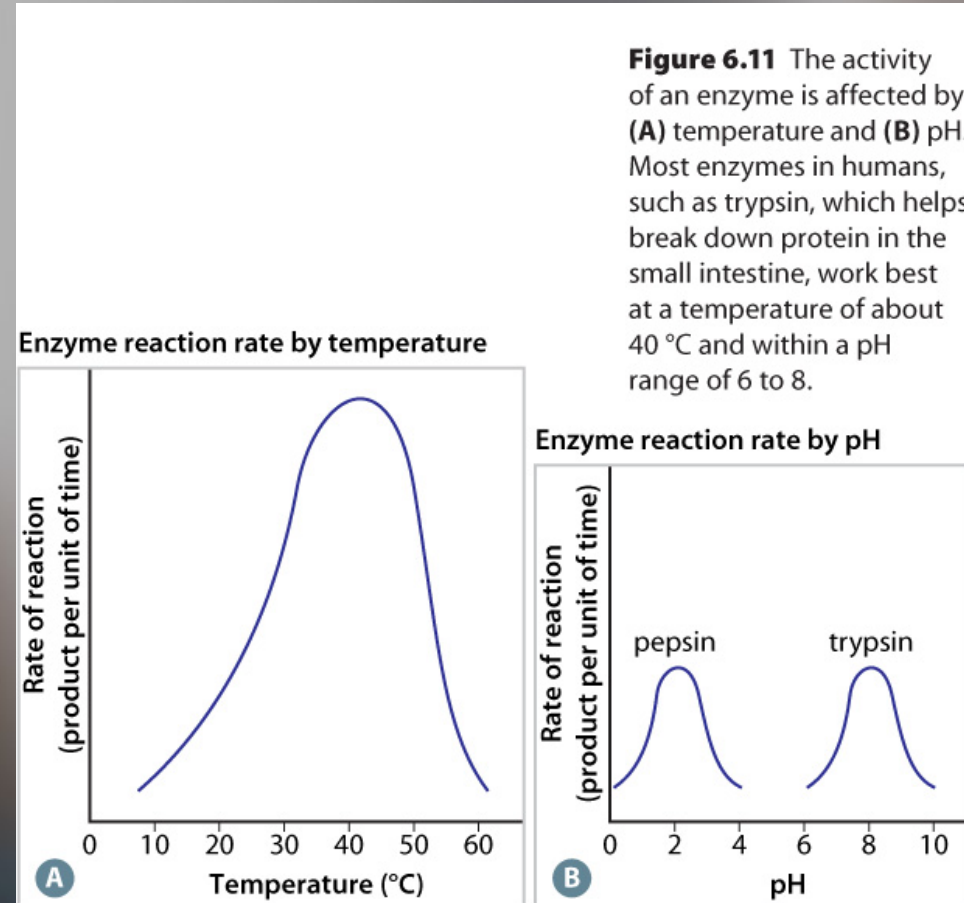 Figure 6.11 The activity
of an enzyme is affected by
(A) temperature and (B) pH
Most enzymes in humans,
such as trypsin, which helps
break down protein in the
small intestine, work best
at a temperature of about
40 °C and within a pH
range of 6 to 8.
Enzyme reaction rate by temperature
Rate of reaction
(product per unit of time)
0 10 20 30 40 50 60
A
Temperature (°C)
Enzyme reaction rate by pH
Rate of reaction
(product per unit of time)
pepsin trypsin
0 2 4 6 8 10
B
pH